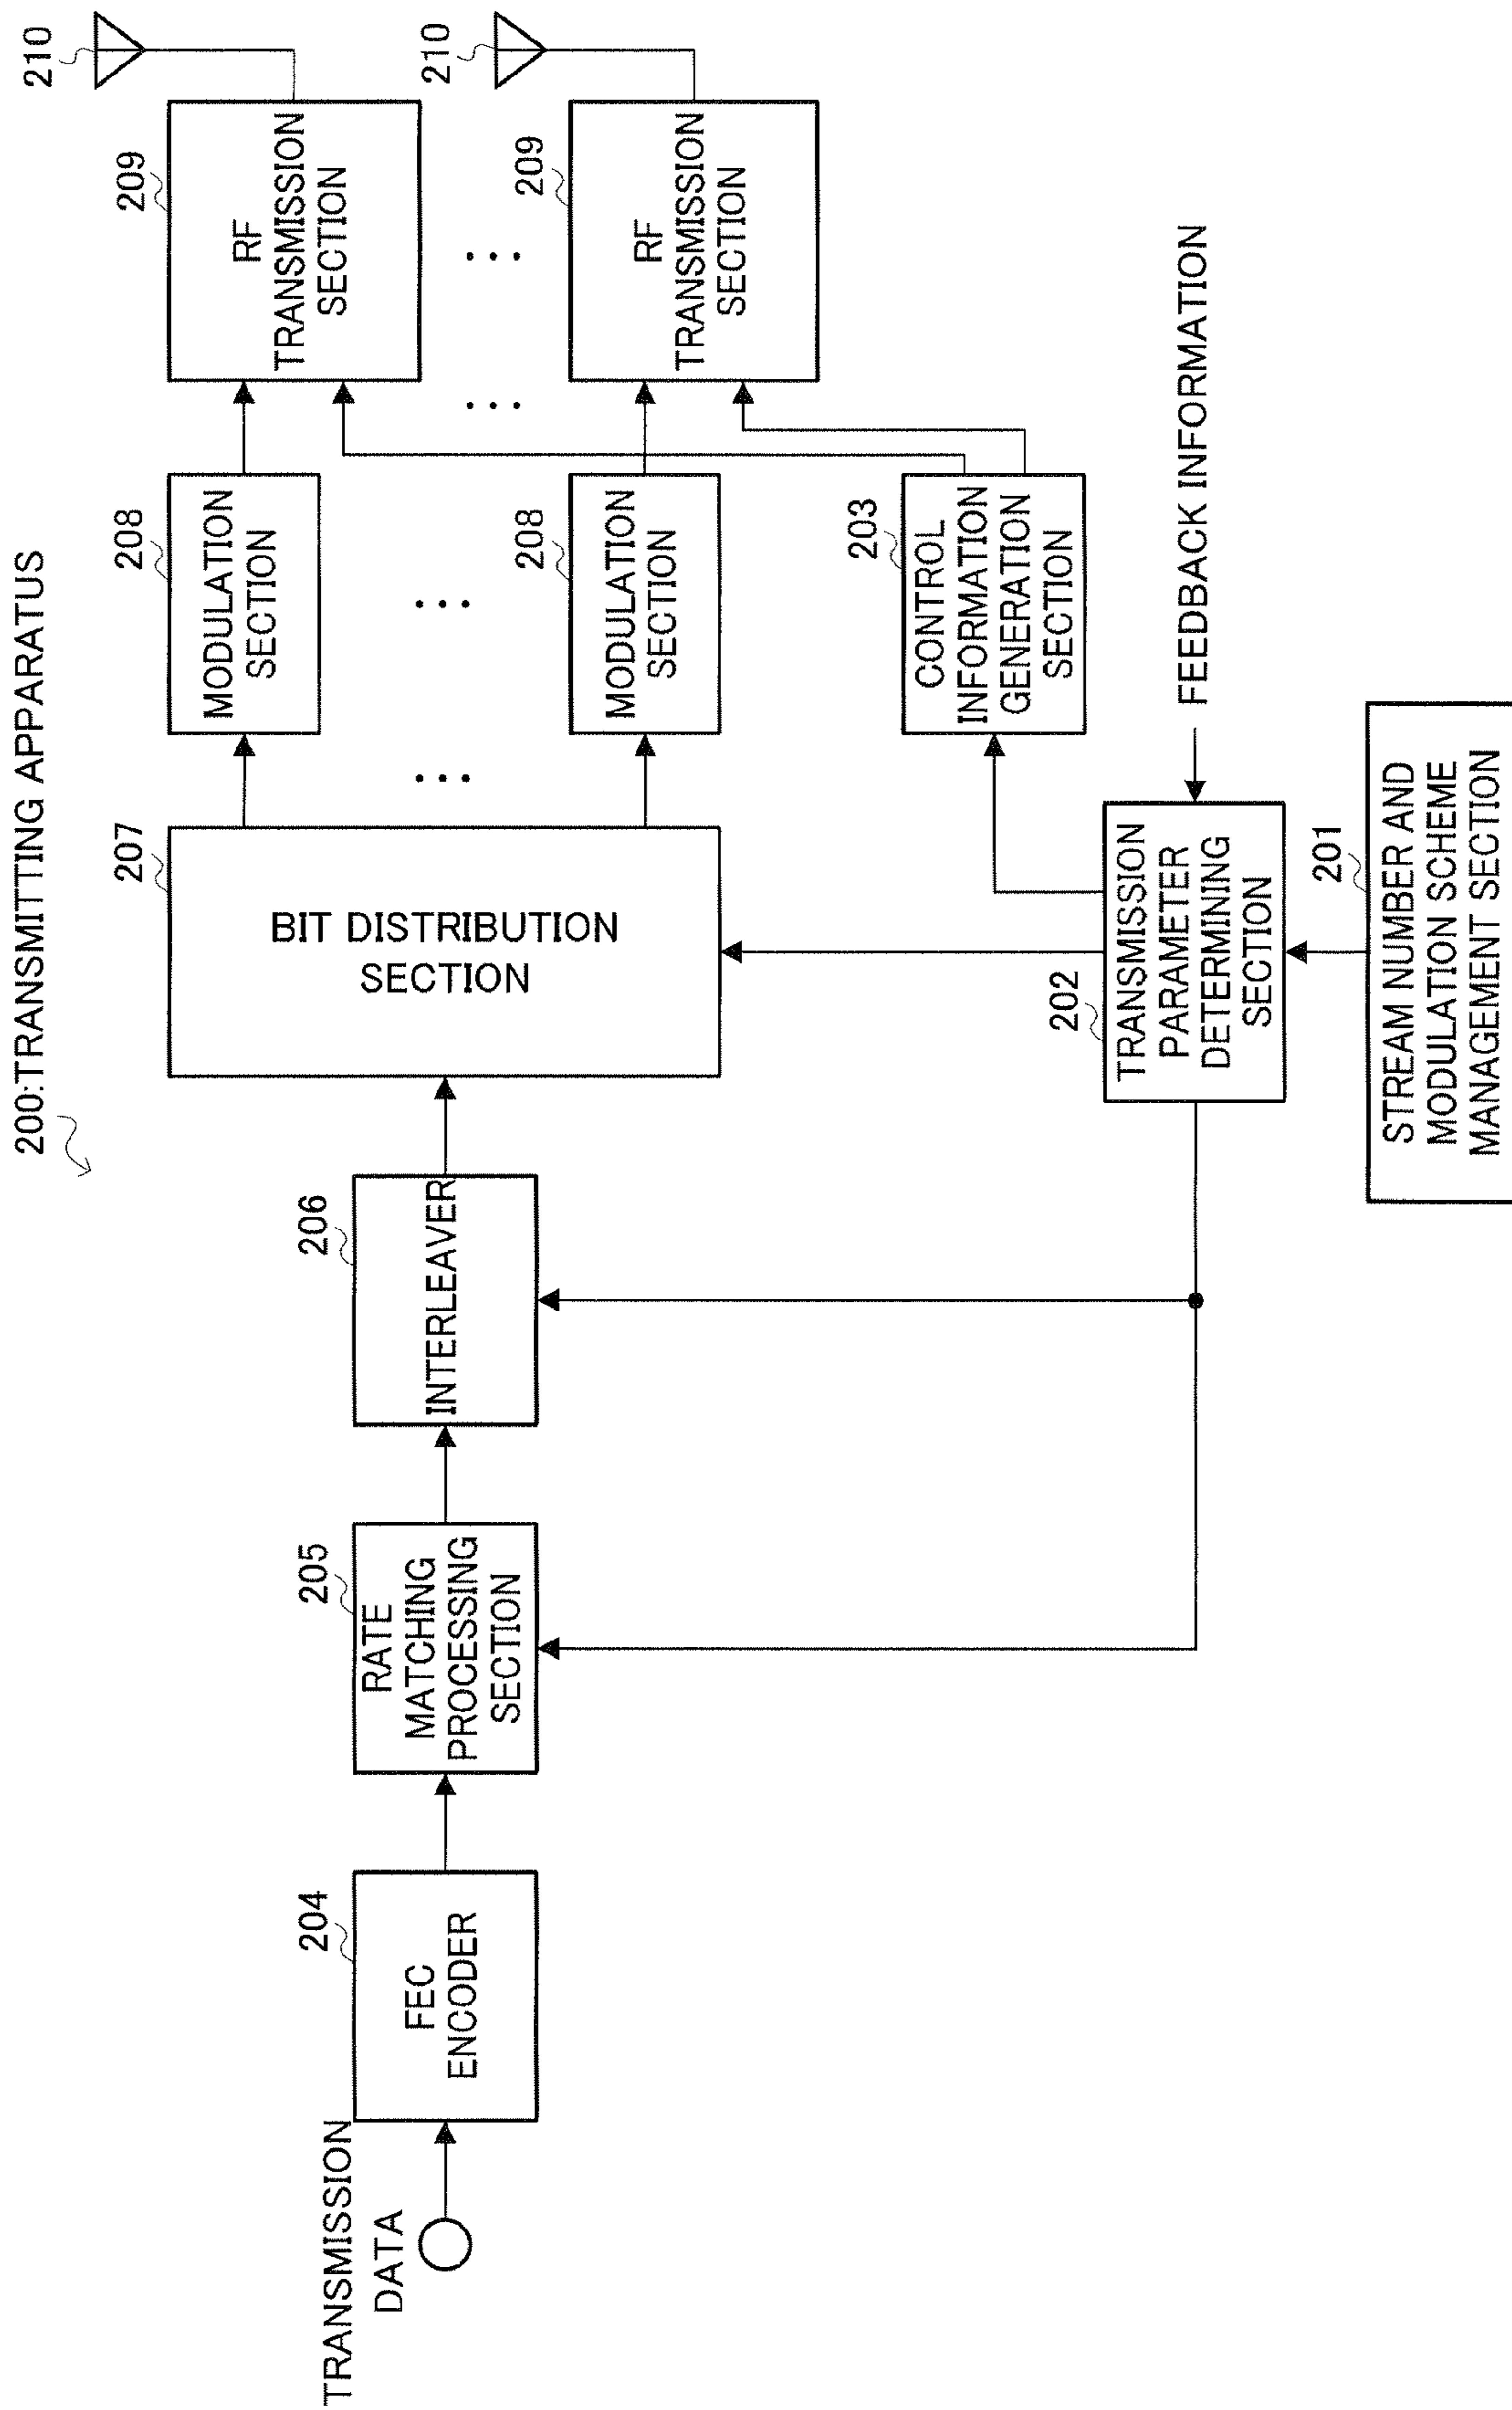 200:TRANSMITTING APPARATUS
TRANSMISSION
DATA
204
FEC
ENCODER
205
RATE
MATCHING
PROCESSING
SECTION
206
INTERLEAVER
207
BIT DISTRIBUTION
SECTION
208
MODULATION
SECTION
209
RF
TRANSMISSION
SECTION
210
...
...
...
...
208
MODULATION
SECTION
209
RF
TRANSMISSION
SECTION
210
203
CONTROL
INFORMATION
GENERATION
SECTION
202
TRANSMISSION
PARAMETER
DETERMINING
SECTION
FEEDBACK INFORMATION
201
STREAM NUMBER AND
MODULATION SCHEME
MANAGEMENT SECTION